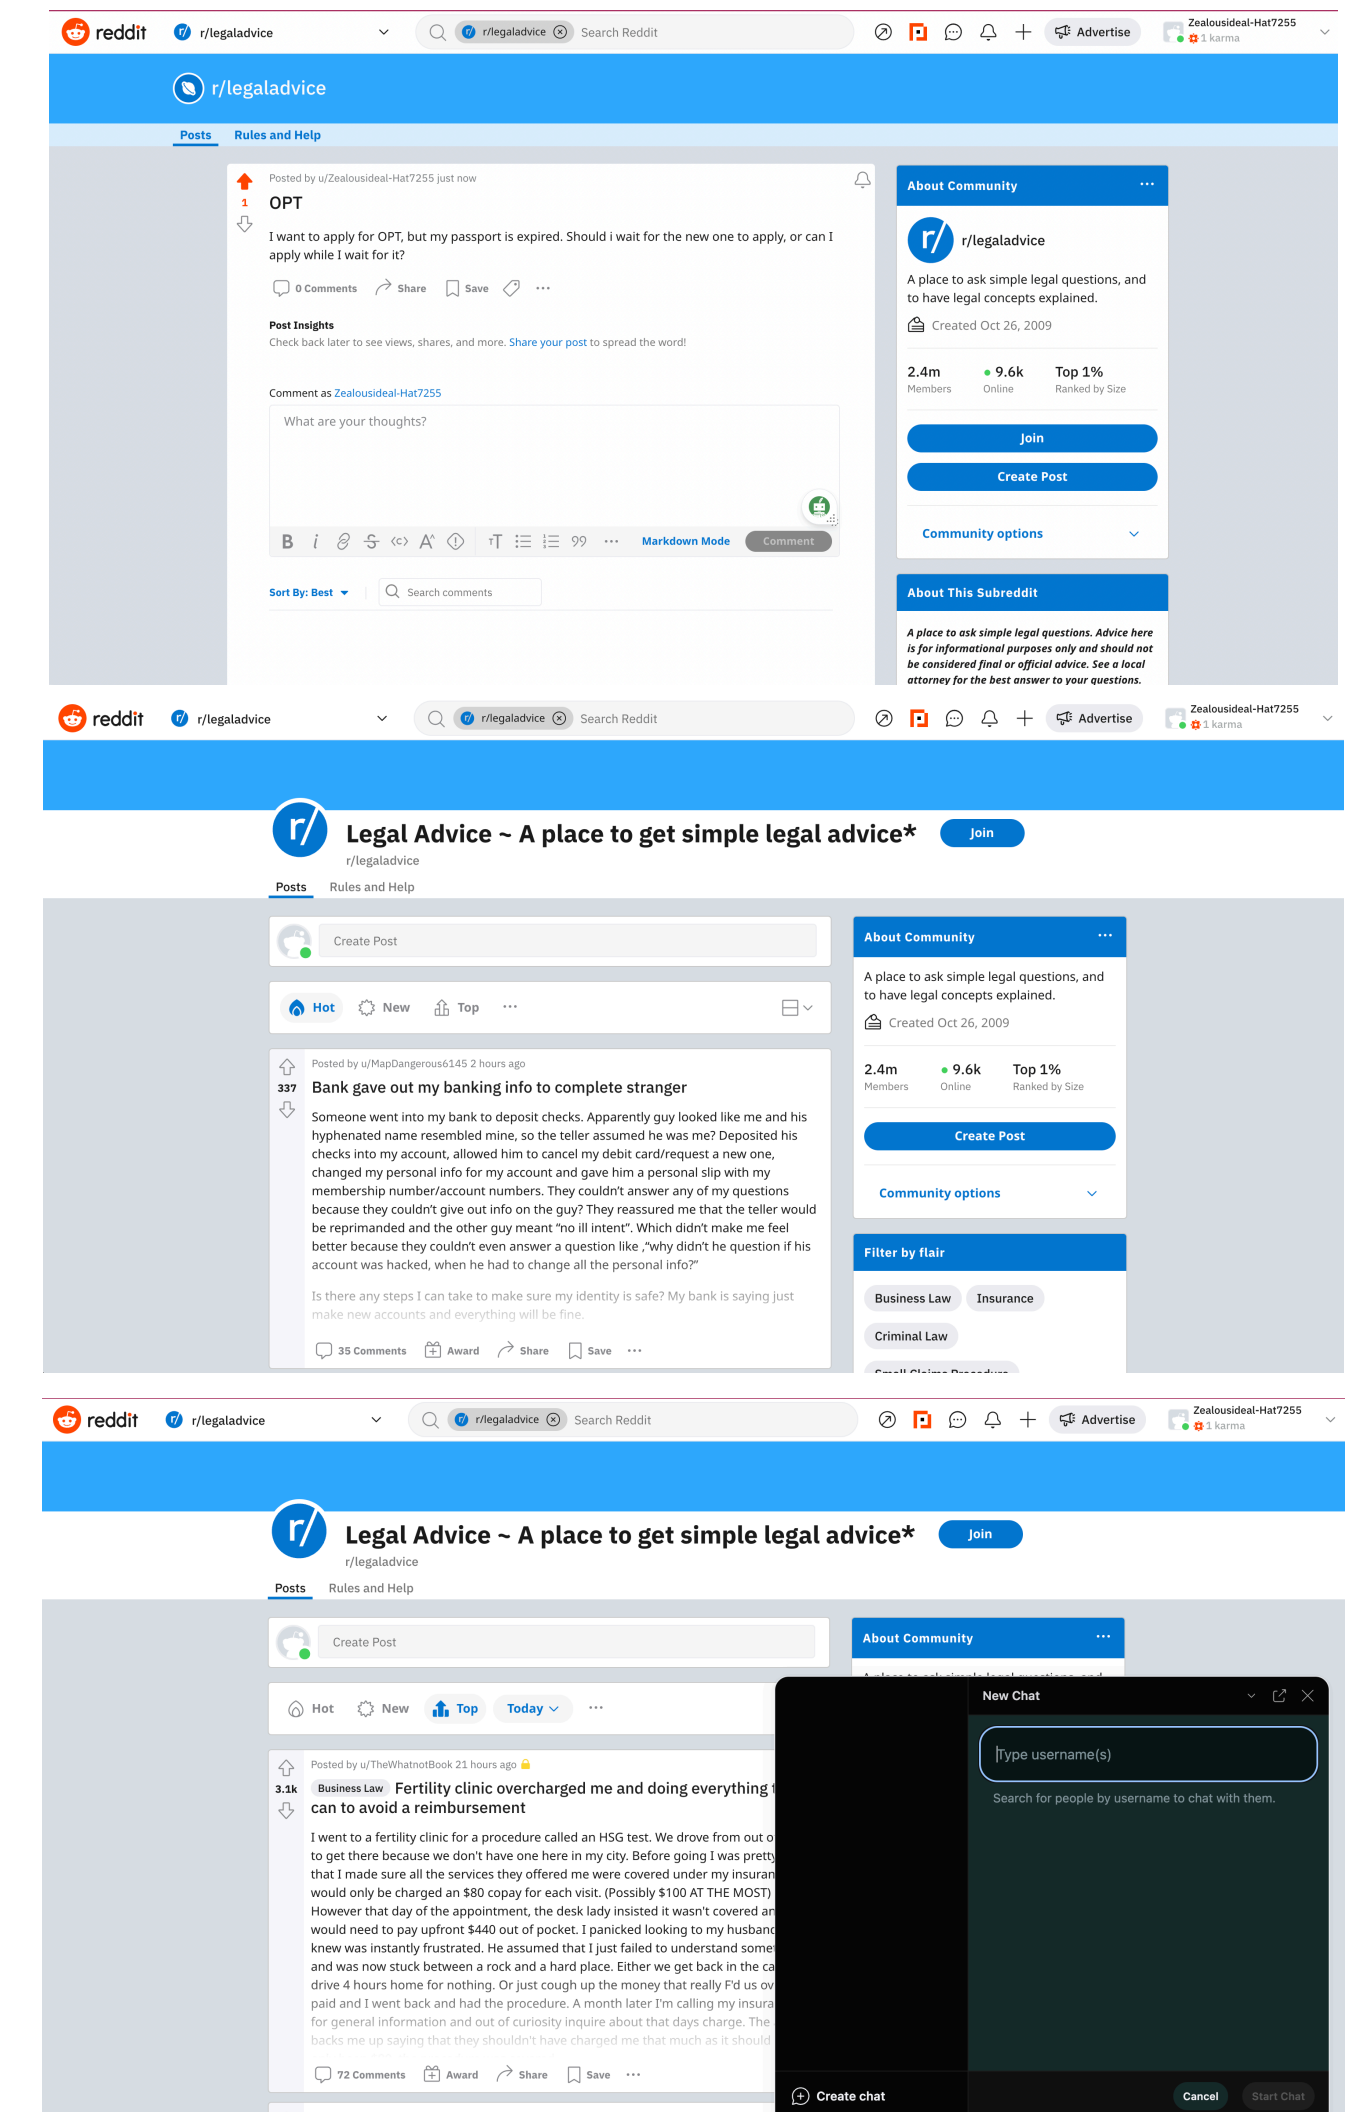 reddit r/legaladvice r/legaladvice Search Reddit Advertise Zealousideal-Hat7255
1 karma
r/legaladvice
Posts Rules and Help
Posted by u/Zealousideal-Hat7255 just now
1
OPT
I want to apply for OPT, but my passport is expired. Should i wait for the new one to apply, or can I
apply while I wait for it?
0 Comments Share Save
Post Insights
Check back later to see views, shares, and more. Share your post to spread the word!
Comment as Zealousideal-Hat7255
What are your thoughts?
Markdown Mode Comment
Sort By: Best Search comments
About Community
r/ r/legaladvice
A place to ask simple legal questions, and
to have legal concepts explained.
Created Oct 26, 2009
2.4m 9.6k Top 1%
Members Online Ranked by Size
Join
Create Post
Community options
About This Subreddit
A place to ask simple legal questions. Advice here
is for informational purposes only and should not
be considered final or official advice. See a local
attorney for the best answer to your questions.
reddit r/legaladvice r/legaladvice Search Reddit Advertise Zealousideal-Hat7255
1 karma
r/ Legal Advice ~ A place to get simple legal advice* Join
r/legaladvice
Posts Rules and Help
Create Post
Hot New Top
Posted by u/MapDangerous6145 2 hours ago
337
Bank gave out my banking info to complete stranger
Someone went into my bank to deposit checks. Apparently guy looked like me and his
hyphenated name resembled mine, so the teller assumed he was me? Deposited his
checks into my account, allowed him to cancel my debit card/request a new one,
changed my personal info for my account and gave him a personal slip with my
membership number/account numbers. They couldn't answer any of my questions
because they couldn't give out info on the guy? They reassured me that the teller would
be reprimanded and the other guy meant “no ill intent”. Which didn't make me feel
better because they couldn't even answer a question like ,“why didn't he question if his
account was hacked, when he had to change all the personal info?”
Is there any steps I can take to make sure my identity is safe? My bank is saying just
make new accounts and everything will be fine.
35 Comments Award Share Save
About Community
A place to ask simple legal questions, and
to have legal concepts explained.
Created Oct 26, 2009
2.4m 9.6k Top 1%
Members Online Ranked by Size
Create Post
Community options
Filter by flair
Business Law Insurance
Criminal Law
Small Claims Procedure
reddit r/legaladvice r/legaladvice Search Reddit Advertise Zealousideal-Hat7255
1 karma
r/ Legal Advice ~ A place to get simple legal advice* Join
r/legaladvice
Posts Rules and Help
Create Post
Hot New Top Today
Posted by u/TheWhatnotBook 21 hours ago
3.1k
Business Law Fertility clinic overcharged me and doing everything
can to avoid a reimbursement
I went to a fertility clinic for a procedure called an HSG test. We drove from out o
to get there because we don't have one here in my city. Before going I was pretty
that I made sure all the services they offered me were covered under my insuran
would only be charged an $80 copay for each visit. (Possibly $100 AT THE MOST)
However that day of the appointment, the desk lady insisted it wasn't covered an
would need to pay upfront $440 out of pocket. I panicked looking to my husband
knew was instantly frustrated. He assumed that I just failed to understand somet
and was now stuck between a rock and a hard place. Either we get back in the ca
drive 4 hours home for nothing. Or just cough up the money that really F'd us ov
paid and I went back and had the procedure. A month later I'm calling my insura
for general information and out of curiosity inquire about that days charge. The
backs me up saying that they shouldn't have charged me that much as it should
72 Comments Award Share Save
About Community
A place to ask simple legal questions, and
New Chat
Type username(s)
Search for people by username to chat with them.
Create chat
Cancel Start Chat